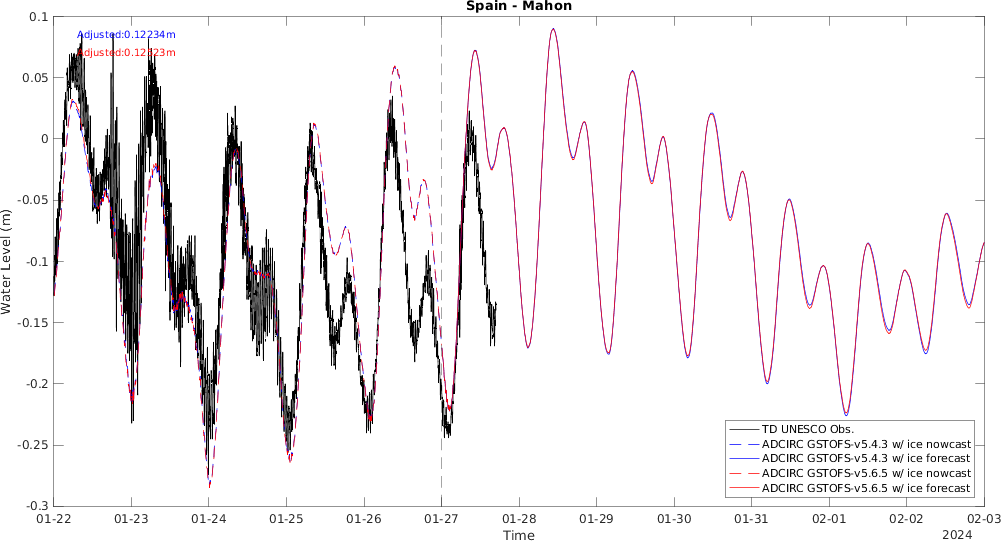 Spain - Mahon
Adjusted:0.12234m
Adjusted:0.12623m
0.1
0.05
0
-0.05
-0.1
-0.15
-0.2
-0.25
-0.3
Water Level (m)
TD UNESCO Obs.
ADCIRC GSTOFS-v5.4.3 w/ ice nowcast
ADCIRC GSTOFS-v5.4.3 w/ ice forecast
ADCIRC GSTOFS-v5.6.5 w/ ice nowcast
ADCIRC GSTOFS-v5.6.5 w/ ice forecast
01-22 01-23 01-24 01-25 01-26 01-27 01-28 01-29 01-30 01-31 02-01 02-02 02-03
Time
2024